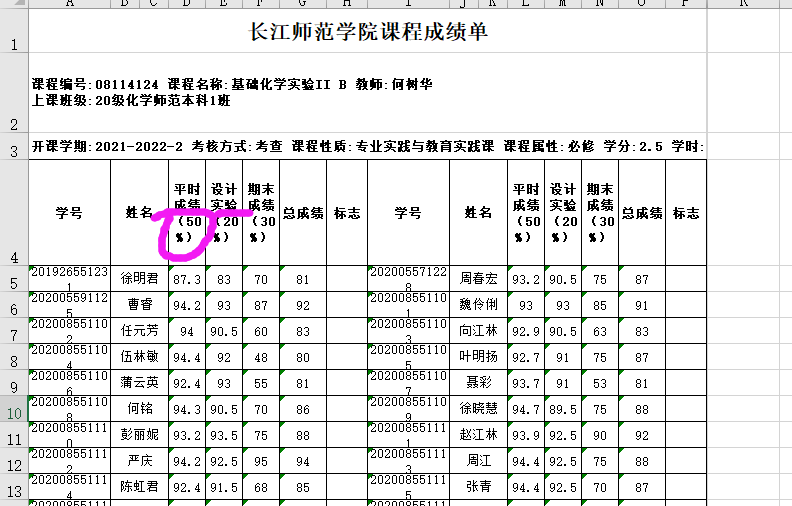 A B C D E F G H I J K L M N O P
1 长江师范学院课程成绩单
课程编号:08114124 课程名称:基础化学实验II B 教师:何树华
2 上课班级:20级化学师范本科1班
3 开课学期:2021-2022-2 考核方式:考查 课程性质:专业实践与教育实践课 课程属性:必修 学分:2.5 学时:
4 学号 姓名 平时成绩（50%） 设计实验（20%） 期末成绩（30%） 总成绩 标志 学号 姓名 平时成绩（50%） 设计实验（20%） 期末成绩（30%） 总成绩 标志
5 201926551231 徐明君 87.3 83 70 81 202005571228 周春宏 93.2 90.5 75 87
6 202005591125 曹睿 94.2 93 87 92 202008551101 魏伶俐 93 93 85 91
7 202008551102 任元芳 94 90.5 60 83 202008551103 向江林 92.9 90.5 63 83
8 202008551104 伍林敏 94.4 92 48 80 202008551105 叶明扬 92.7 91 75 87
9 202008551106 蒲云英 92.4 93 55 81 202008551107 聂彩 93.7 91 53 81
10 202008551108 何铭 94.3 90.5 70 86 202008551109 徐晓慧 94.7 89.5 75 88
11 202008551110 彭丽妮 93.2 93.5 75 88 202008551111 赵江林 93.9 92.5 90 92
12 202008551112 严庆 94.2 92.5 95 94 202008551113 周江 94.4 92.5 75 88
13 202008551114 陈虹君 92.4 91.5 68 85 202008551115 张青 94.4 92.5 70 87